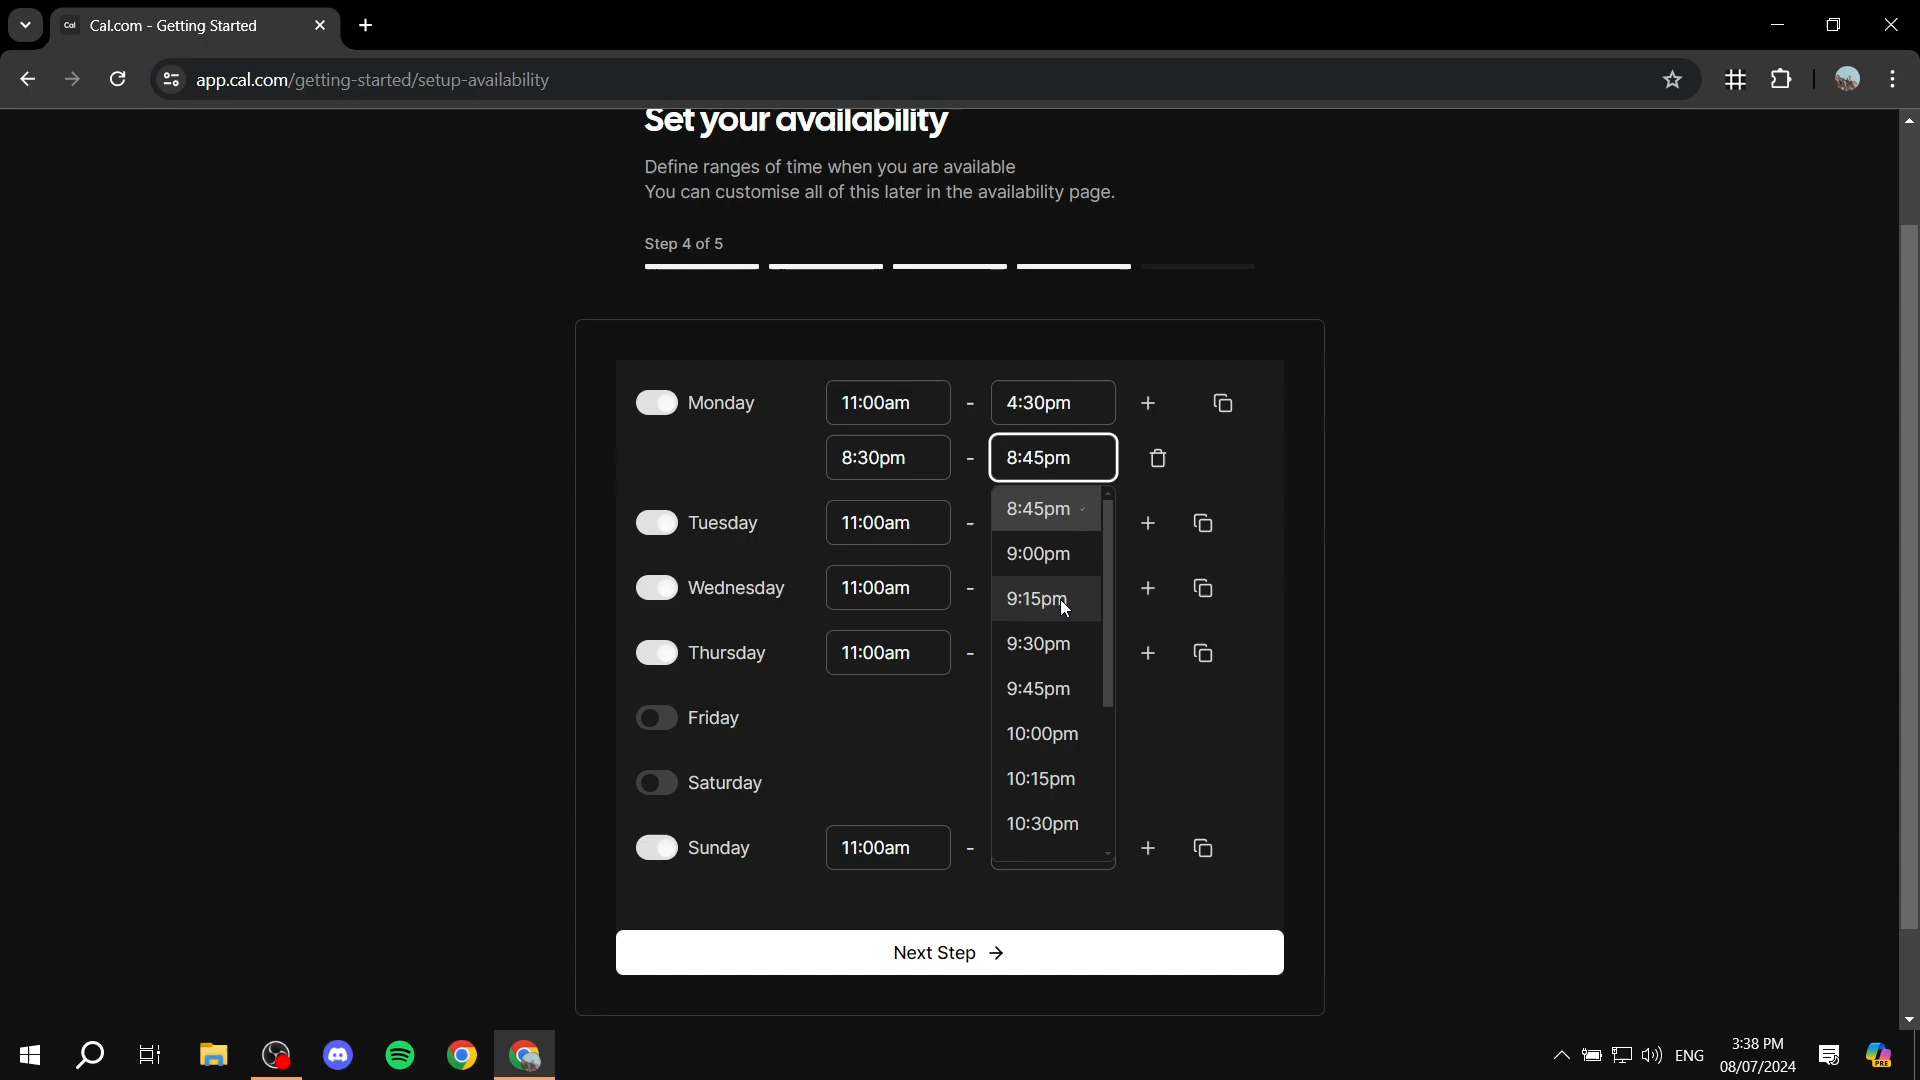 Cal Cal.com - Getting Started
app.cal.com/getting-started/setup-availability
Set your availability
Define ranges of time when you are available
You can customise all of this later in the availability page.
Step 4 of 5
Monday 11:00am - 4:30pm
8:30pm - 8:45pm
8:45pm
Tuesday 11:00am -
9:00pm
Wednesday 11:00am - 9:15pm
9:30pm
Thursday 11:00am -
9:45pm
Friday
10:00pm
Saturday 10:15pm
10:30pm
Sunday 11:00am -
Next Step →
ENG
3:38 PM
08/07/2024
PRE